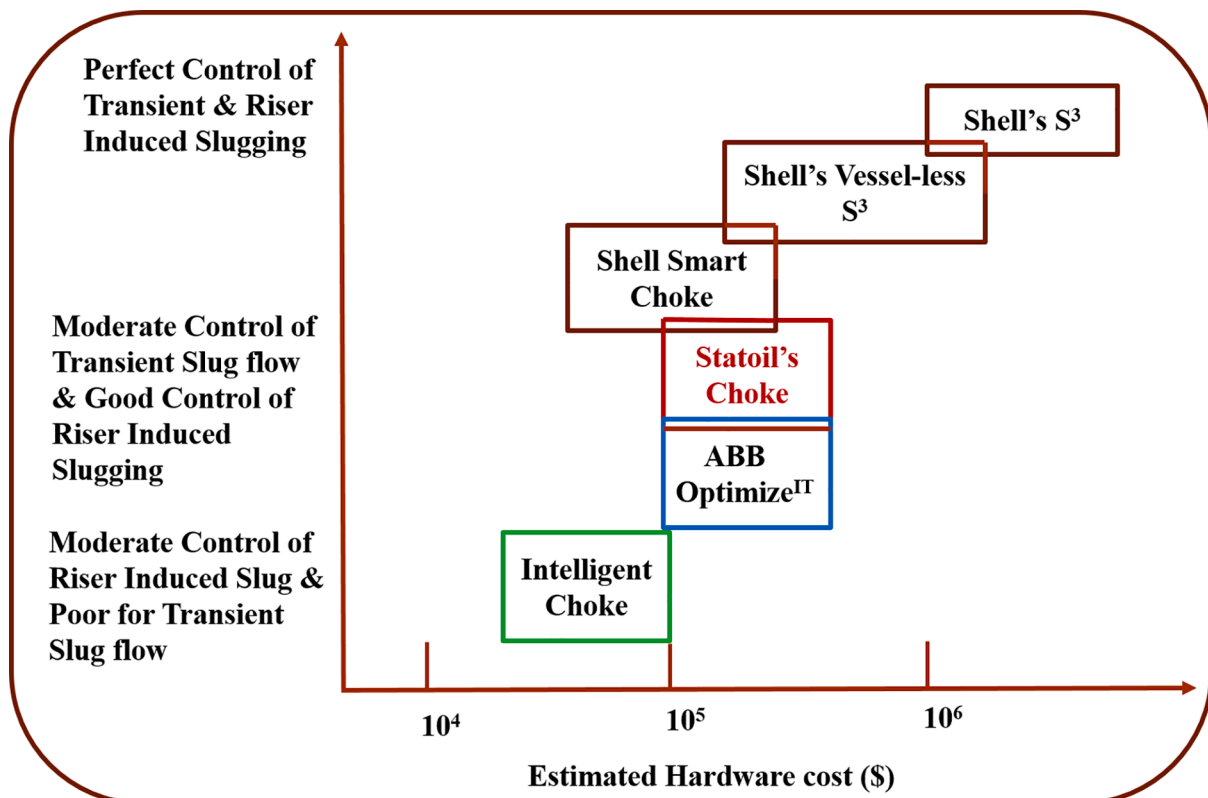 Perfect Control of
Transient & Riser
Induced Slugging
Moderate Control of
Transient Slug flow
& Good Control of
Riser Induced
Slugging
Moderate Control of
Riser Induced Slug &
Poor for Transient
Slug flow
Shell’s S³
Shell’s Vessel-less
S³
Shell Smart
Choke
Statoil’s
Choke
ABB
Optimizeᴵᵀ
Intelligent
Choke
10⁴
10⁵
10⁶
Estimated Hardware cost ($)